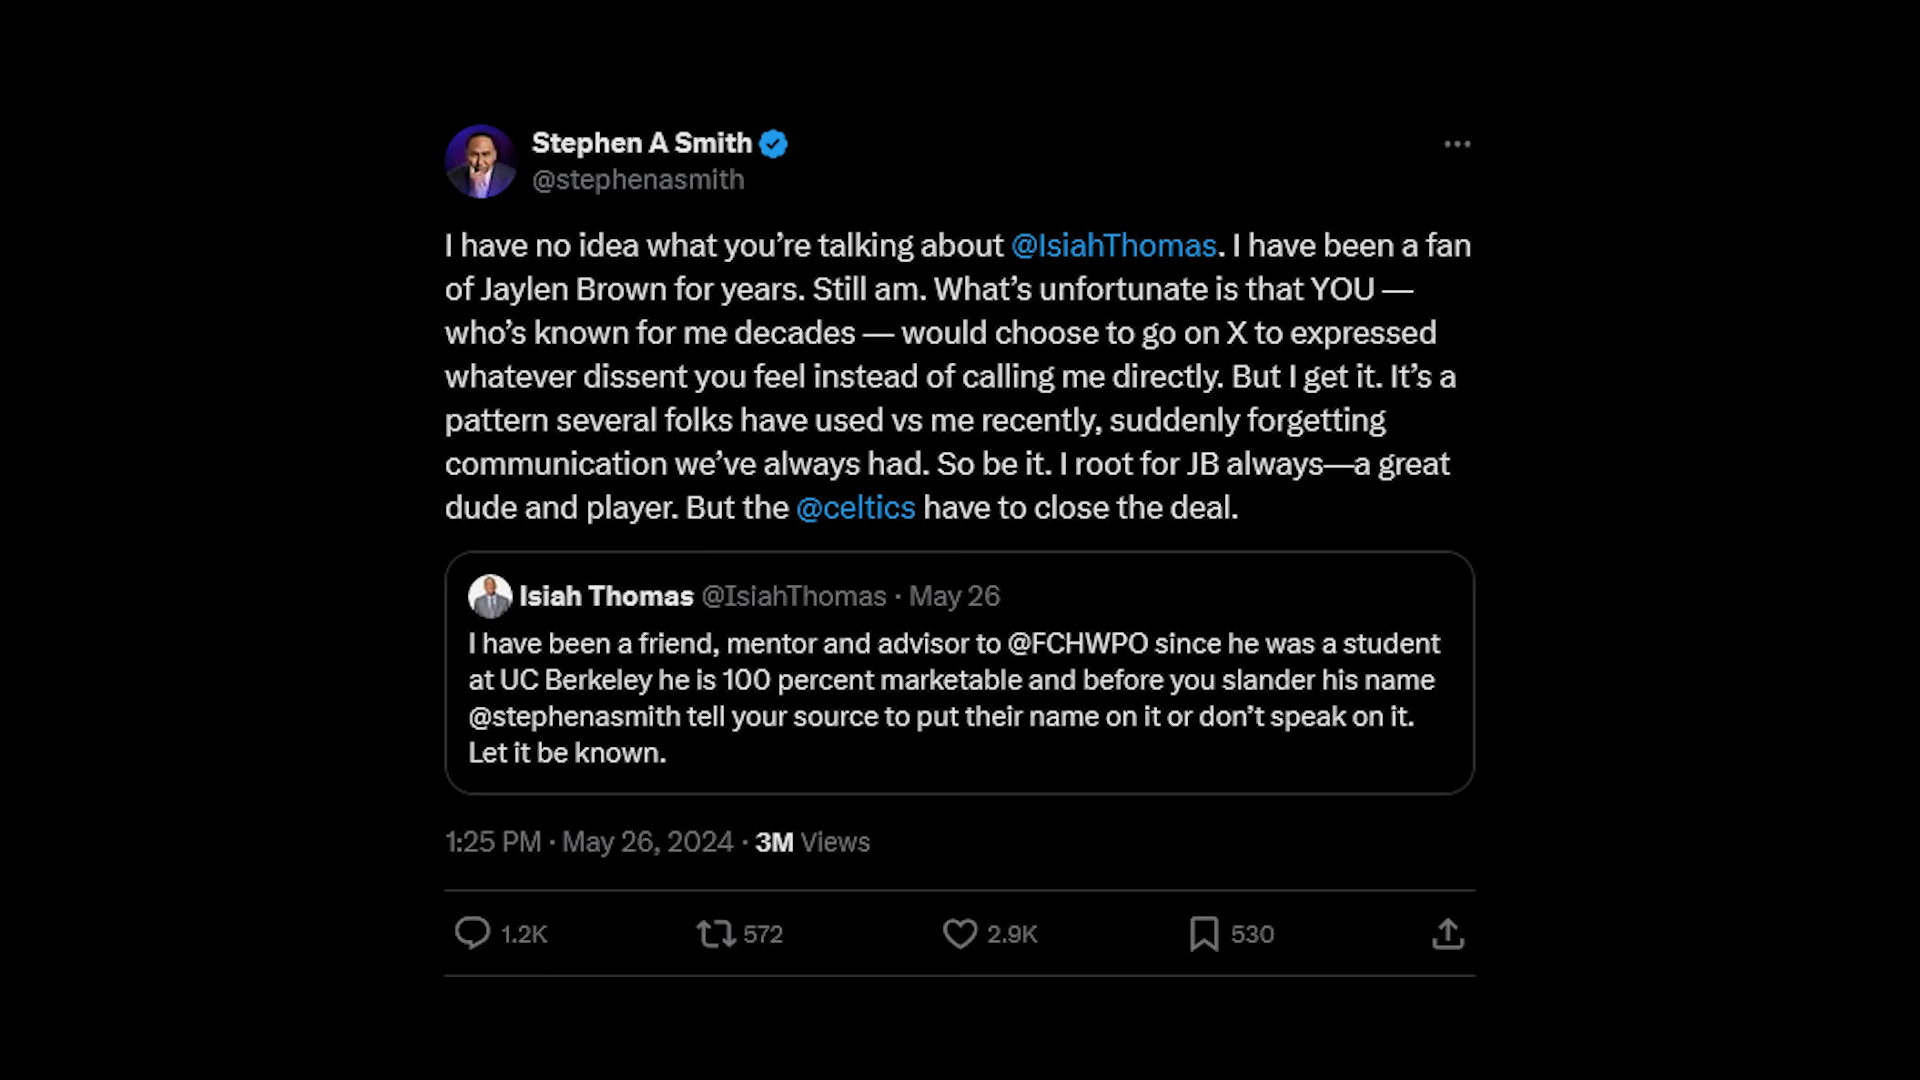 Stephen A Smith
@stephenasmith
I have no idea what you’re talking about @IsiahThomas. I have been a fan
of Jaylen Brown for years. Still am. What’s unfortunate is that YOU —
who’s known for me decades — would choose to go on X to expressed
whatever dissent you feel instead of calling me directly. But I get it. It’s a
pattern several folks have used vs me recently, suddenly forgetting
communication we’ve always had. So be it. I root for JB always—a great
dude and player. But the @celtics have to close the deal.
Isiah Thomas @IsiahThomas · May 26
I have been a friend, mentor and advisor to @FCHWPO since he was a student
at UC Berkeley he is 100 percent marketable and before you slander his name
@stephenasmith tell your source to put their name on it or don’t speak on it.
Let it be known.
1:25 PM · May 26, 2024 · 3M Views
1.2K 572 2.9K 530